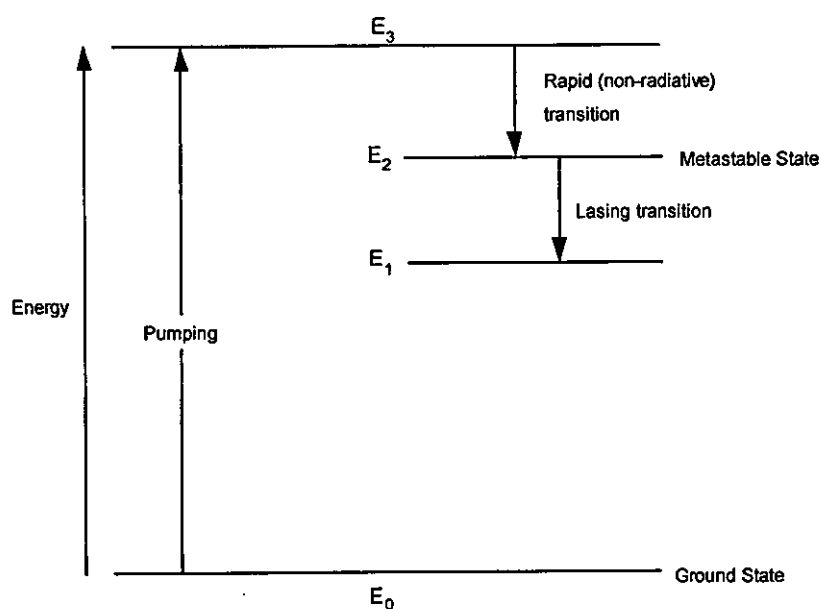 E₃
Rapid (non-radiative)
transition
E₂
Metastable State
Lasing transition
E₁
Energy
Pumping
Ground State
E₀